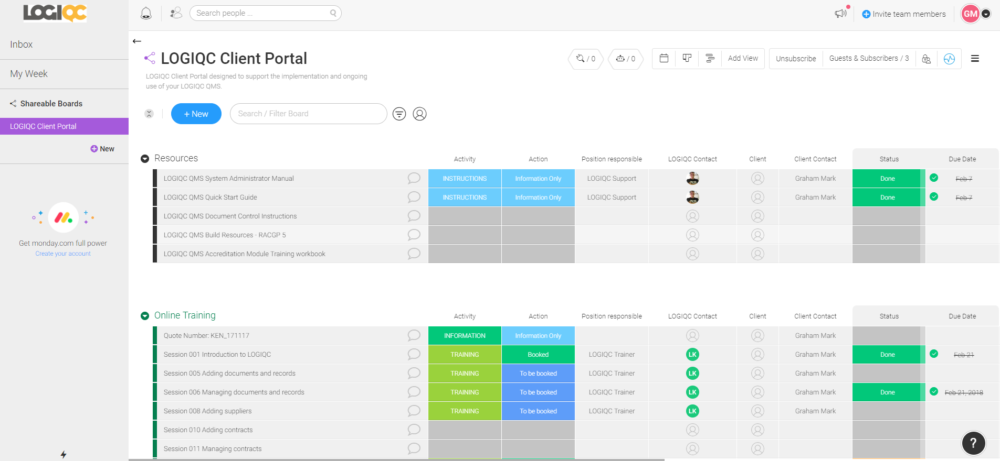 LOGIQC
Search people ...
Invite team members
GM
Inbox
My Week
Shareable Boards
LOGIQC Client Portal
New
Get monday.com full power
Create your account
LOGIQC Client Portal
LOGIQC Client Portal designed to support the implementation and ongoing
use of your LOGIQC QMS.
/ 0
/ 0
Add View
Unsubscribe
Guests & Subscribers / 3
+ New
Search / Filter Board
Resources Activity Action Position responsible LOGIQC Contact Client Client Contact Status Due Date
LOGIQC QMS System Administrator Manual INSTRUCTIONS Information Only LOGIQC Support Graham Mark Done Feb 7
LOGIQC QMS Quick Start Guide INSTRUCTIONS Information Only LOGIQC Support Graham Mark Done Feb 7
LOGIQC QMS Document Control Instructions
LOGIQC QMS Build Resources - RACGP 5
LOGIQC QMS Accreditation Module Training workbook
Online Training Activity Action Position responsible LOGIQC Contact Client Client Contact Status Due Date
Quote Number: KEN_171117 INFORMATION Information Only Graham Mark
Session 001 Introduction to LOGIQC TRAINING Booked LOGIQC Trainer LK Graham Mark Done Feb 21
Session 005 Adding documents and records TRAINING To be booked LOGIQC Trainer LK Graham Mark
Session 006 Managing documents and records TRAINING To be booked LOGIQC Trainer LK Graham Mark Done Feb 21, 2018
Session 008 Adding suppliers TRAINING To be booked LOGIQC Trainer LK Graham Mark
Session 010 Adding contracts
Session 011 Managing contracts
?